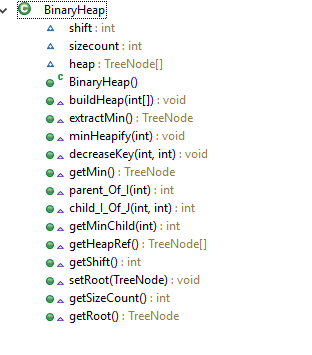 BinaryHeap
shift : int
sizecount : int
heap : TreeNode[]
BinaryHeap()
buildHeap(int[]) : void
extractMin() : TreeNode
minHeapify(int) : void
decreaseKey(int, int) : void
getMin() : TreeNode
parent_Of_I(int) : int
child_I_Of_J(int, int) : int
getMinChild(int) : int
getHeapRef() : TreeNode[]
getShift() : int
setRoot(TreeNode) : void
getSizeCount() : int
getRoot() : TreeNode